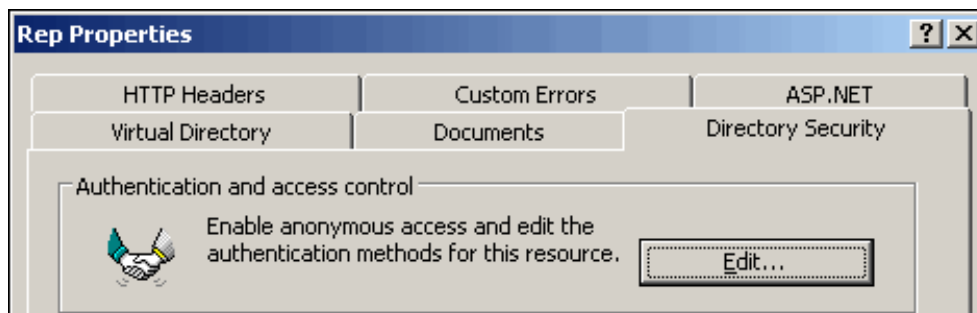 Rep Properties
HTTP Headers
Custom Errors
ASP.NET
Virtual Directory
Documents
Directory Security
Authentication and access control
Enable anonymous access and edit the
authentication methods for this resource.
Edit...